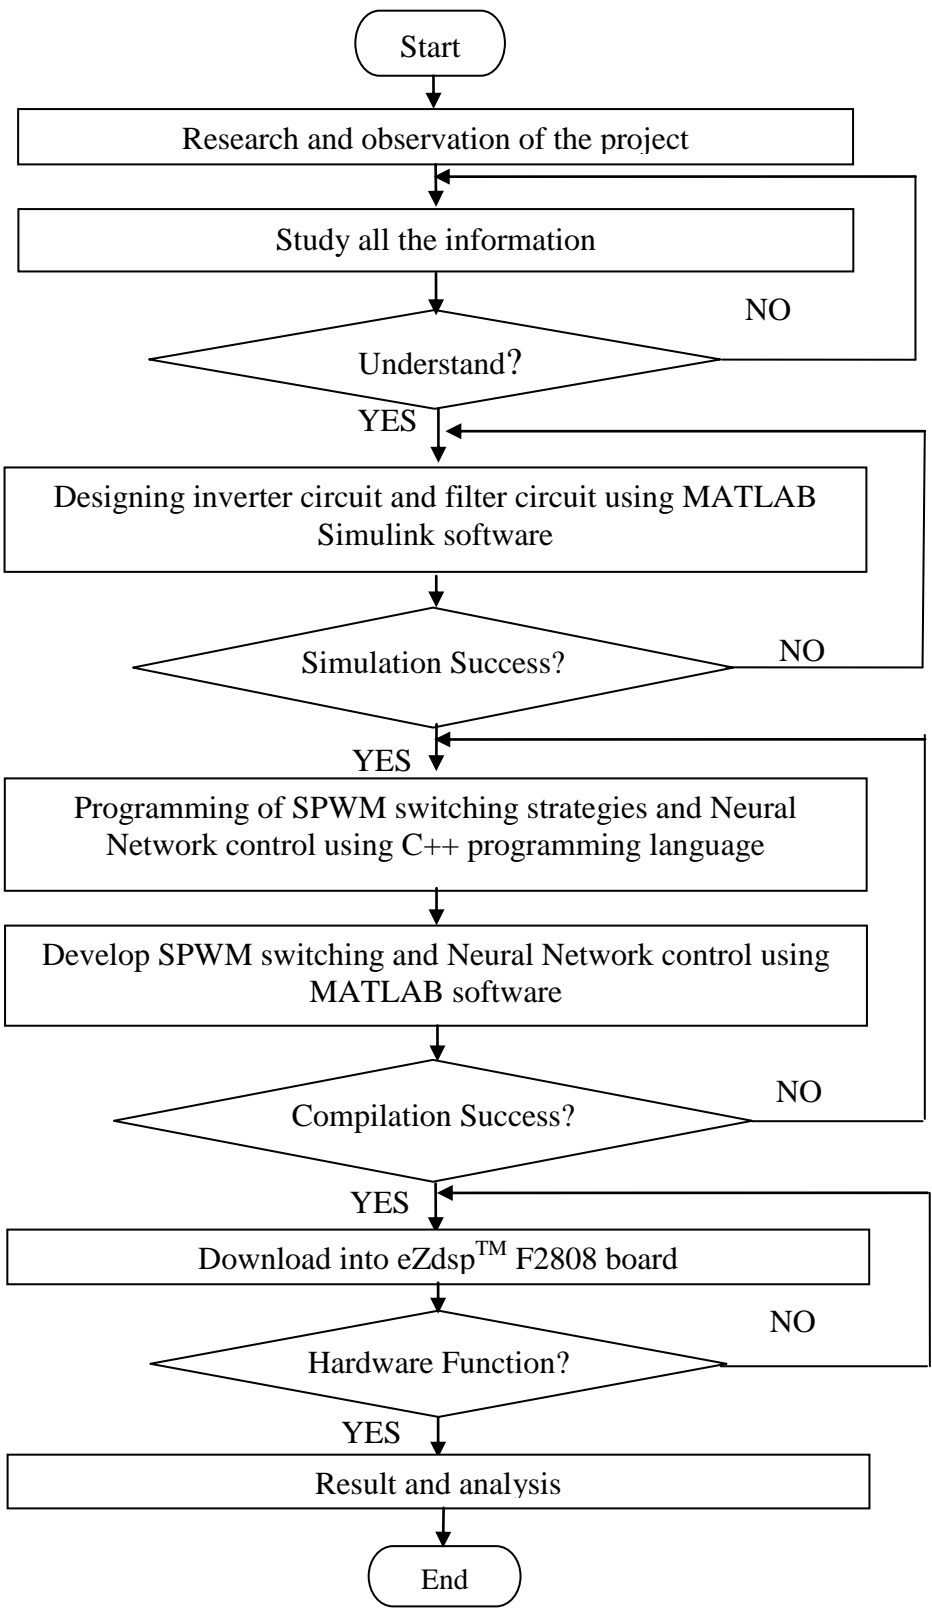 Start
Research and observation of the project
Study all the information
NO
Understand?
YES
Designing inverter circuit and filter circuit using MATLAB
Simulink software
Simulation Success?
NO
YES
Programming of SPWM switching strategies and Neural
Network control using C++ programming language
Develop SPWM switching and Neural Network control using
MATLAB software
NO
Compilation Success?
YES
Download into eZdsp™ F2808 board
NO
Hardware Function?
YES
Result and analysis
End